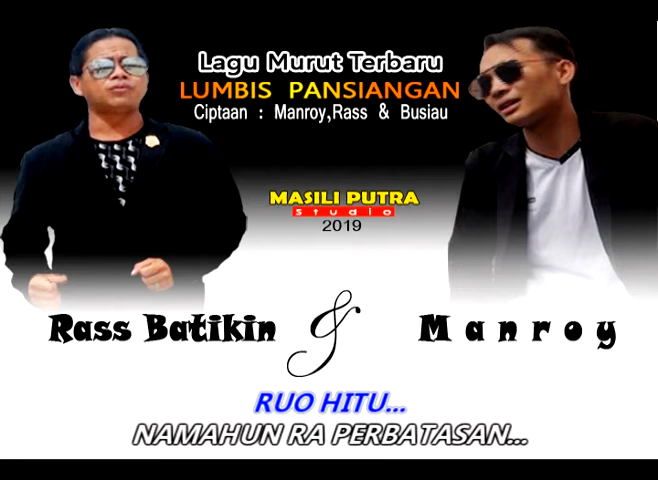 Lagu Murut Terbaru
LUMBIS PANSIANGAN
Ciptaan : Manroy,Rass & Busiau
MASILI PUTRA
Studio
2019
Rass Batikin & Manroy
RUO HITU...
NAMAHUN RA PERBATASAN...